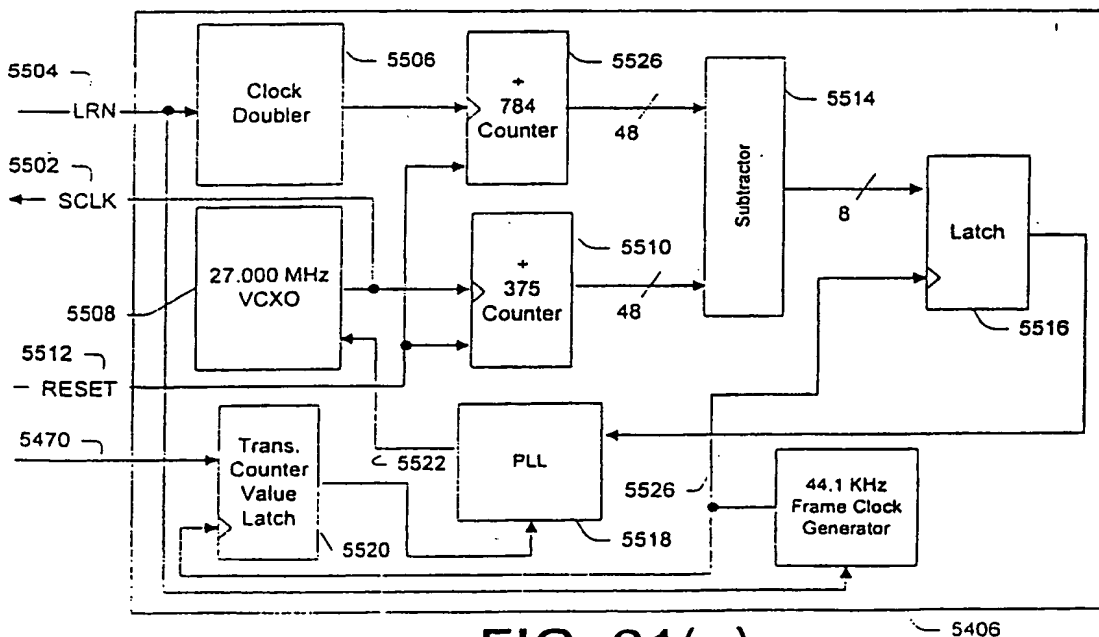 5504
LRN
5502
SCLK
Clock
Doubler
5506
÷
784
Counter
5526
48
Subtractor
5514
8
Latch
5516
27.000 MHz
VCXO
5508
÷
375
Counter
5510
48
5512
RESET
5470
Trans.
Counter
Value
Latch
5520
5522
PLL
5518
5526
44.1 KHz
Frame Clock
Generator
5406